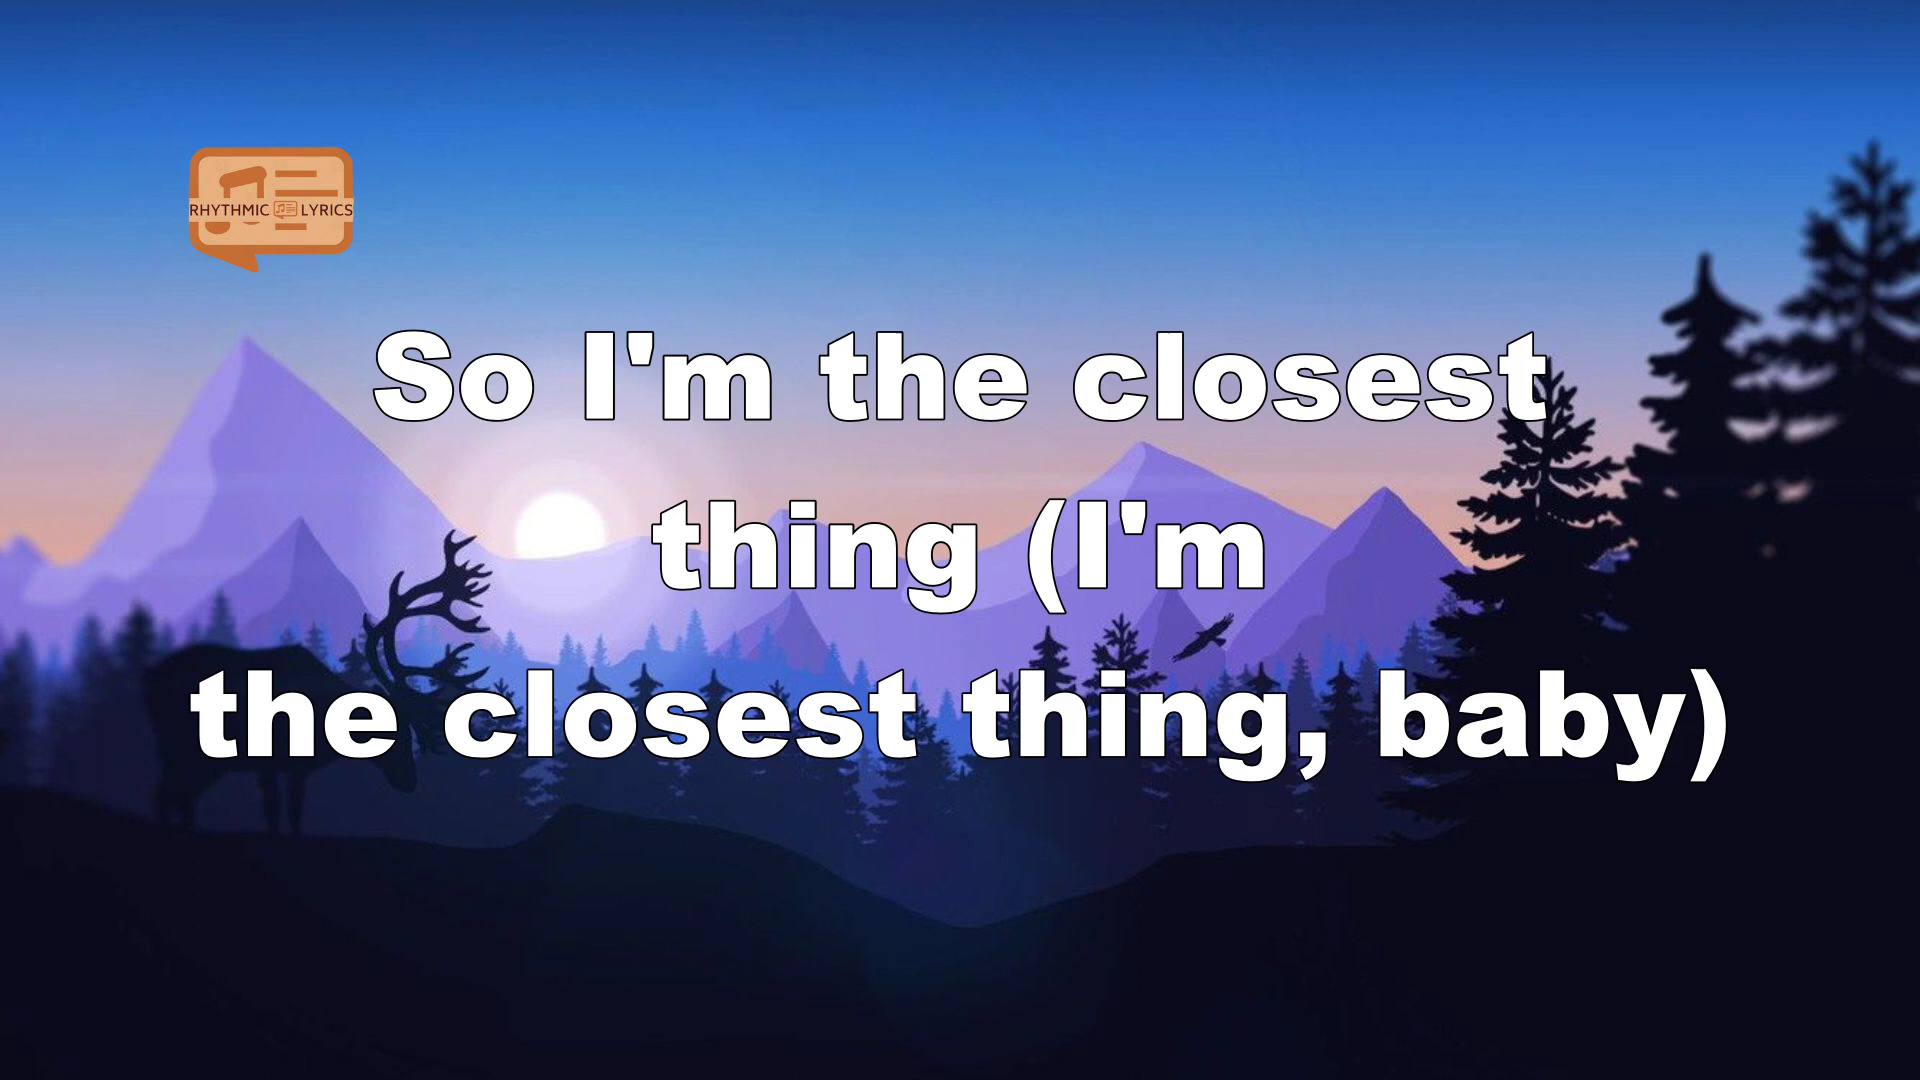 RHYTHMIC LYRICS
So I'm the closest
thing (I'm
the closest thing, baby)